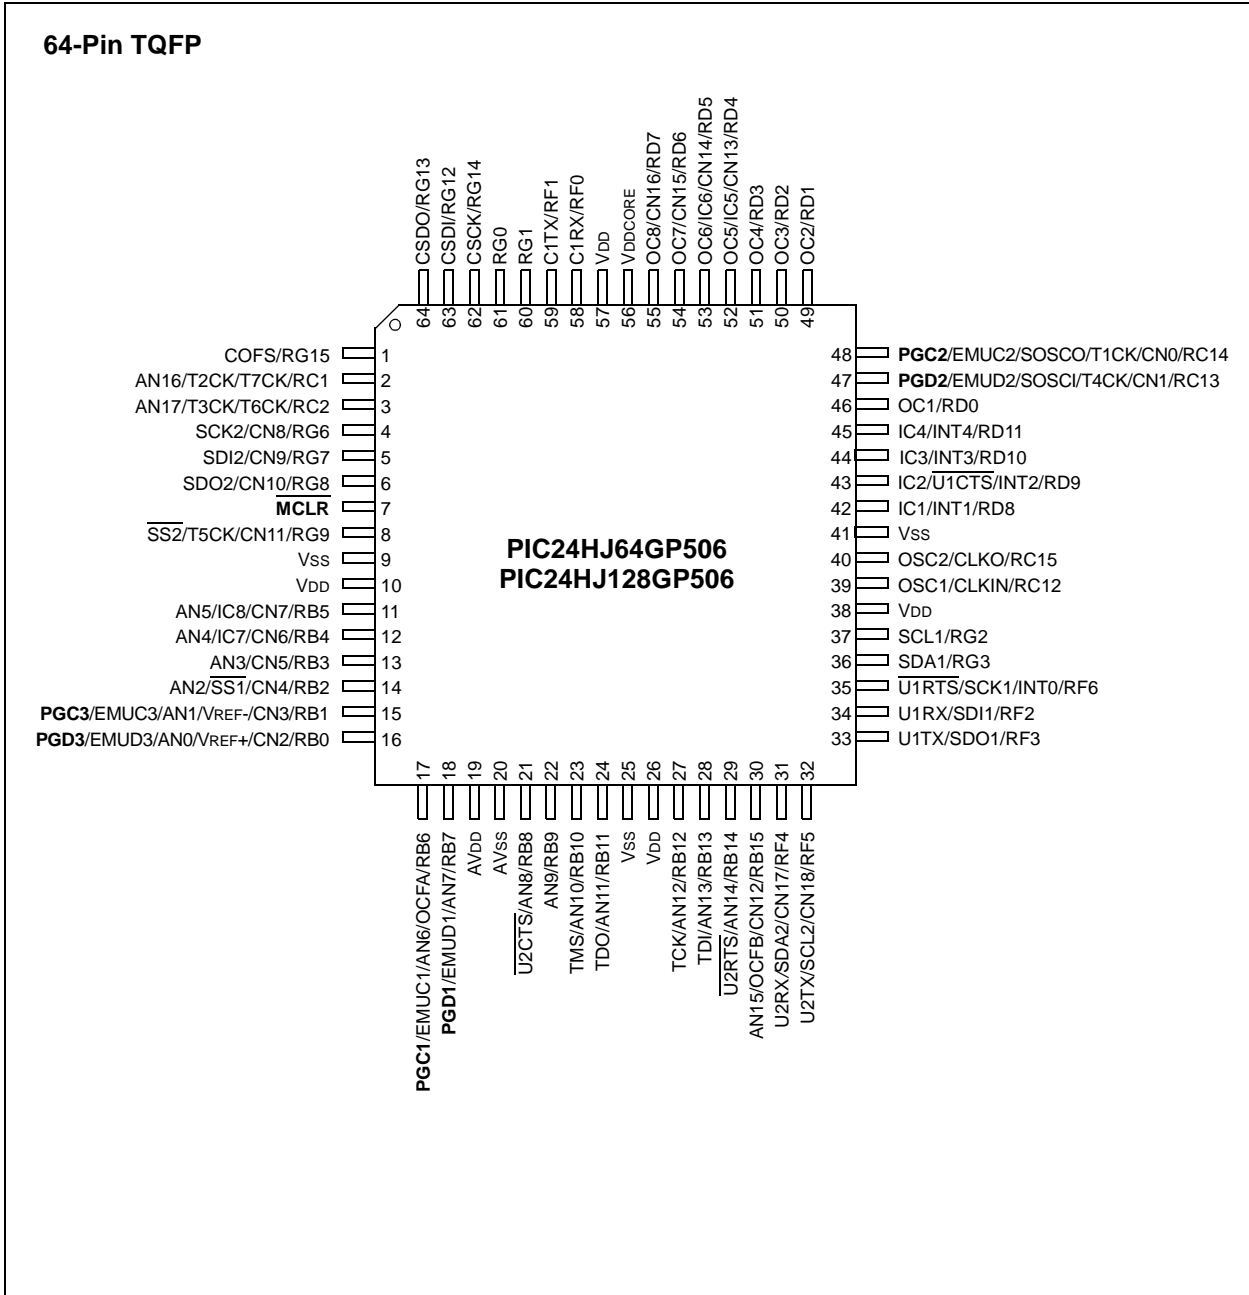 64-Pin TQFP
CSDO/RG13
CSDI/RG12
CSCK/RG14
RG0
RG1
C1TX/RF1
C1RX/RF0
VDD
VDDCORE
OC8/CN16/RD7
OC7/CN15/RD6
OC6/IC6/CN14/RD5
OC5/IC5/CN13/RD4
OC4/RD3
OC3/RD2
OC2/RD1
64
63
62
61
60
59
58
57
56
55
54
53
52
51
50
49
COFS/RG15 1
AN16/T2CK/T7CK/RC1 2
AN17/T3CK/T6CK/RC2 3
SCK2/CN8/RG6 4
SDI2/CN9/RG7 5
SDO2/CN10/RG8 6
MCLR 7
SS2/T5CK/CN11/RG9 8
VSS 9
VDD 10
AN5/IC8/CN7/RB5 11
AN4/IC7/CN6/RB4 12
AN3/CN5/RB3 13
AN2/SS1/CN4/RB2 14
PGC3/EMUC3/AN1/VREF-/CN3/RB1 15
PGD3/EMUD3/AN0/VREF+/CN2/RB0 16
PIC24HJ64GP506
PIC24HJ128GP506
48 PGC2/EMUC2/SOSCO/T1CK/CN0/RC14
47 PGD2/EMUD2/SOSCI/T4CK/CN1/RC13
46 OC1/RD0
45 IC4/INT4/RD11
44 IC3/INT3/RD10
43 IC2/U1CTS/INT2/RD9
42 IC1/INT1/RD8
41 VSS
40 OSC2/CLKO/RC15
39 OSC1/CLKIN/RC12
38 VDD
37 SCL1/RG2
36 SDA1/RG3
35 U1RTS/SCK1/INT0/RF6
34 U1RX/SDI1/RF2
33 U1TX/SDO1/RF3
17
18
19
20
21
22
23
24
25
26
27
28
29
30
31
32
PGC1/EMUC1/AN6/OCFA/RB6
PGD1/EMUD1/AN7/RB7
AVDD
AVSS
U2CTS/AN8/RB8
AN9/RB9
TMS/AN10/RB10
TDO/AN11/RB11
VSS
VDD
TCK/AN12/RB12
TDI/AN13/RB13
U2RTS/AN14/RB14
AN15/OCFB/CN12/RB15
U2RX/SDA2/CN17/RF4
U2TX/SCL2/CN18/RF5